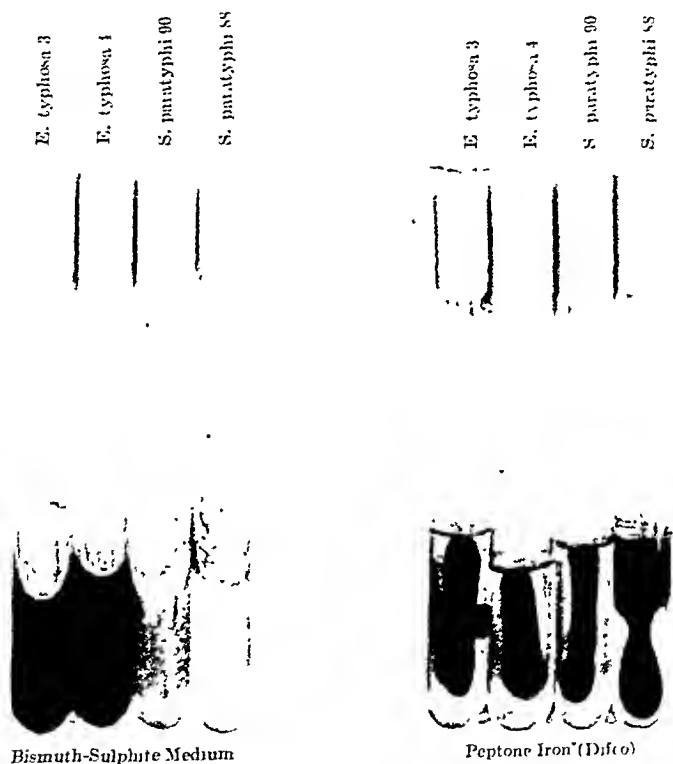 E. typhosa 3
E. typhosa 4
S. paratyphi 90
S. paratyphi 88
E typhosa 3
E. typhosa 4
S paratyphi 90
S. paratyphi 88
Bismuth-Sulphite Medium
Peptone Iron (Difco)